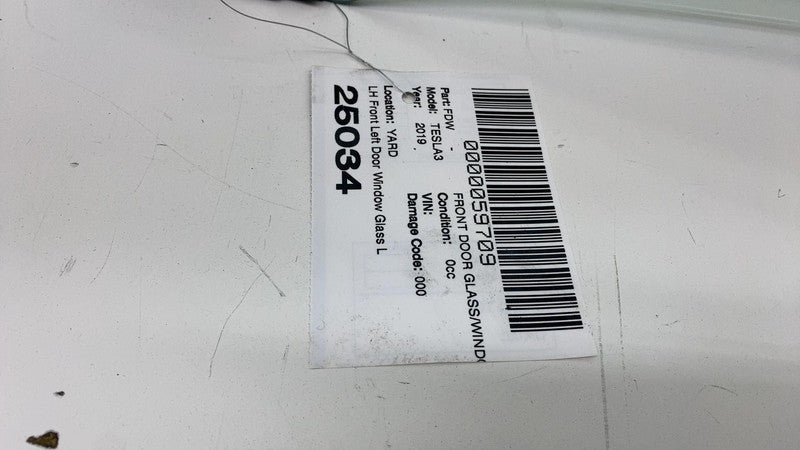 0000059709
Part: FDW - FRONT DOOR GLASS/WINDO
Model: TESLA3 Condition: 0cc
Year: 2019 . VIN:
Damage Code: 000
Location: YARD
LH Front Left Door Window Glass L
25034